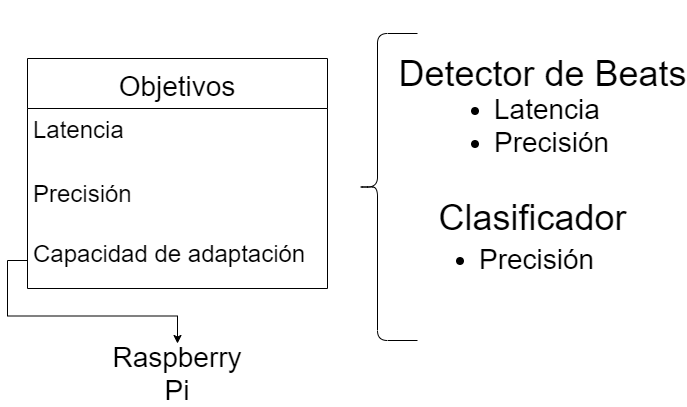 Objetivos
Latencia
Precisión
Capacidad de adaptación
Raspberry
Pi
Detector de Beats
• Latencia
• Precisión
Clasificador
• Precisión